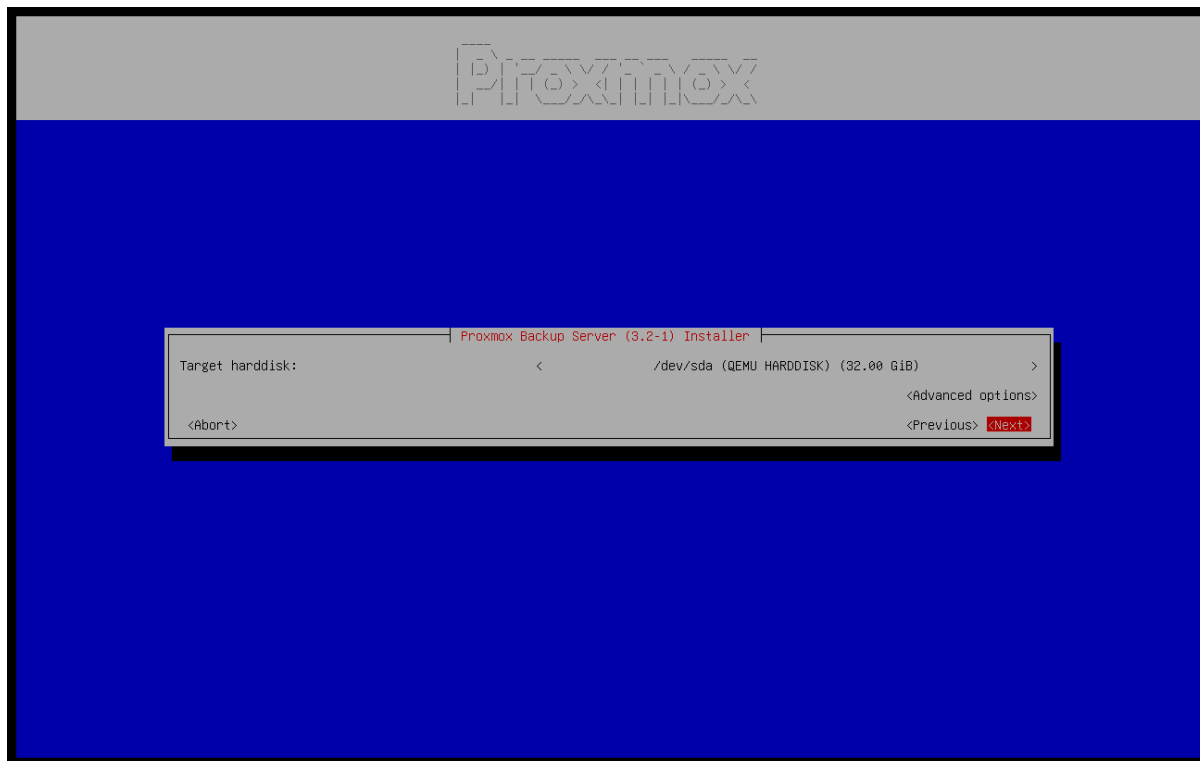 Proxmox
Proxmox Backup Server (3.2-1) Installer
Target harddisk: < /dev/sda (QEMU HARDDISK) (32.00 GiB) >
<Advanced options>
<Abort> <Previous> <Next>